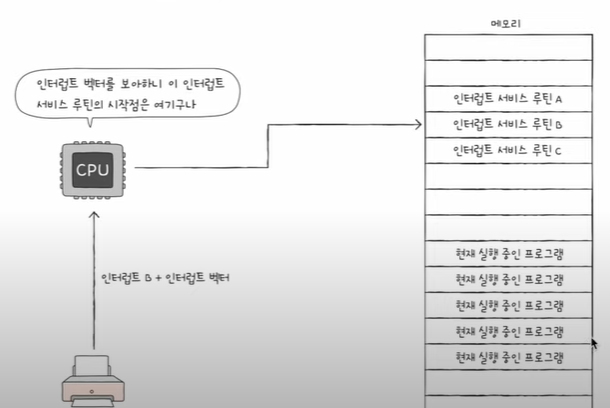 메모리
인터럽트 벡터를 보아하니 이 인터럽트
서비스 루틴의 시작점은 여기구나
CPU
인터럽트 B + 인터럽트 벡터
인터럽트 서비스 루틴 A
인터럽트 서비스 루틴 B
인터럽트 서비스 루틴 C
현재 실행 중인 프로그램
현재 실행 중인 프로그램
현재 실행 중인 프로그램
현재 실행 중인 프로그램
현재 실행 중인 프로그램